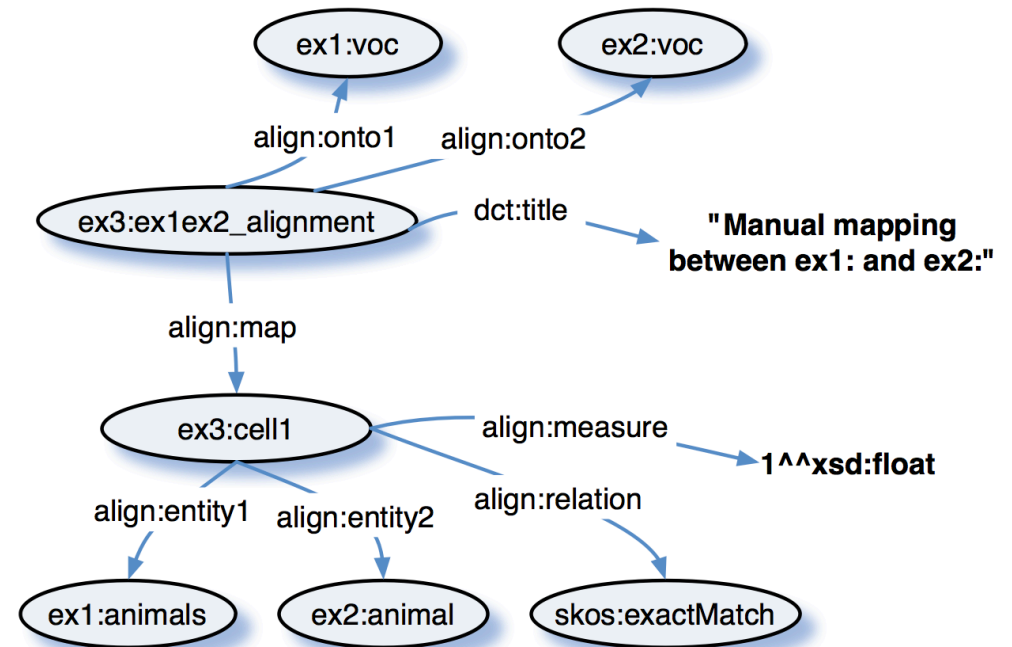 ex1:voc
ex2:voc
align:onto1
align:onto2
ex3:ex1ex2_alignment
dct:title
"Manual mapping
between ex1: and ex2:"
align:map
ex3:cell1
align:measure
1^^xsd:float
align:relation
align:entity1
align:entity2
ex1:animals
ex2:animal
skos:exactMatch